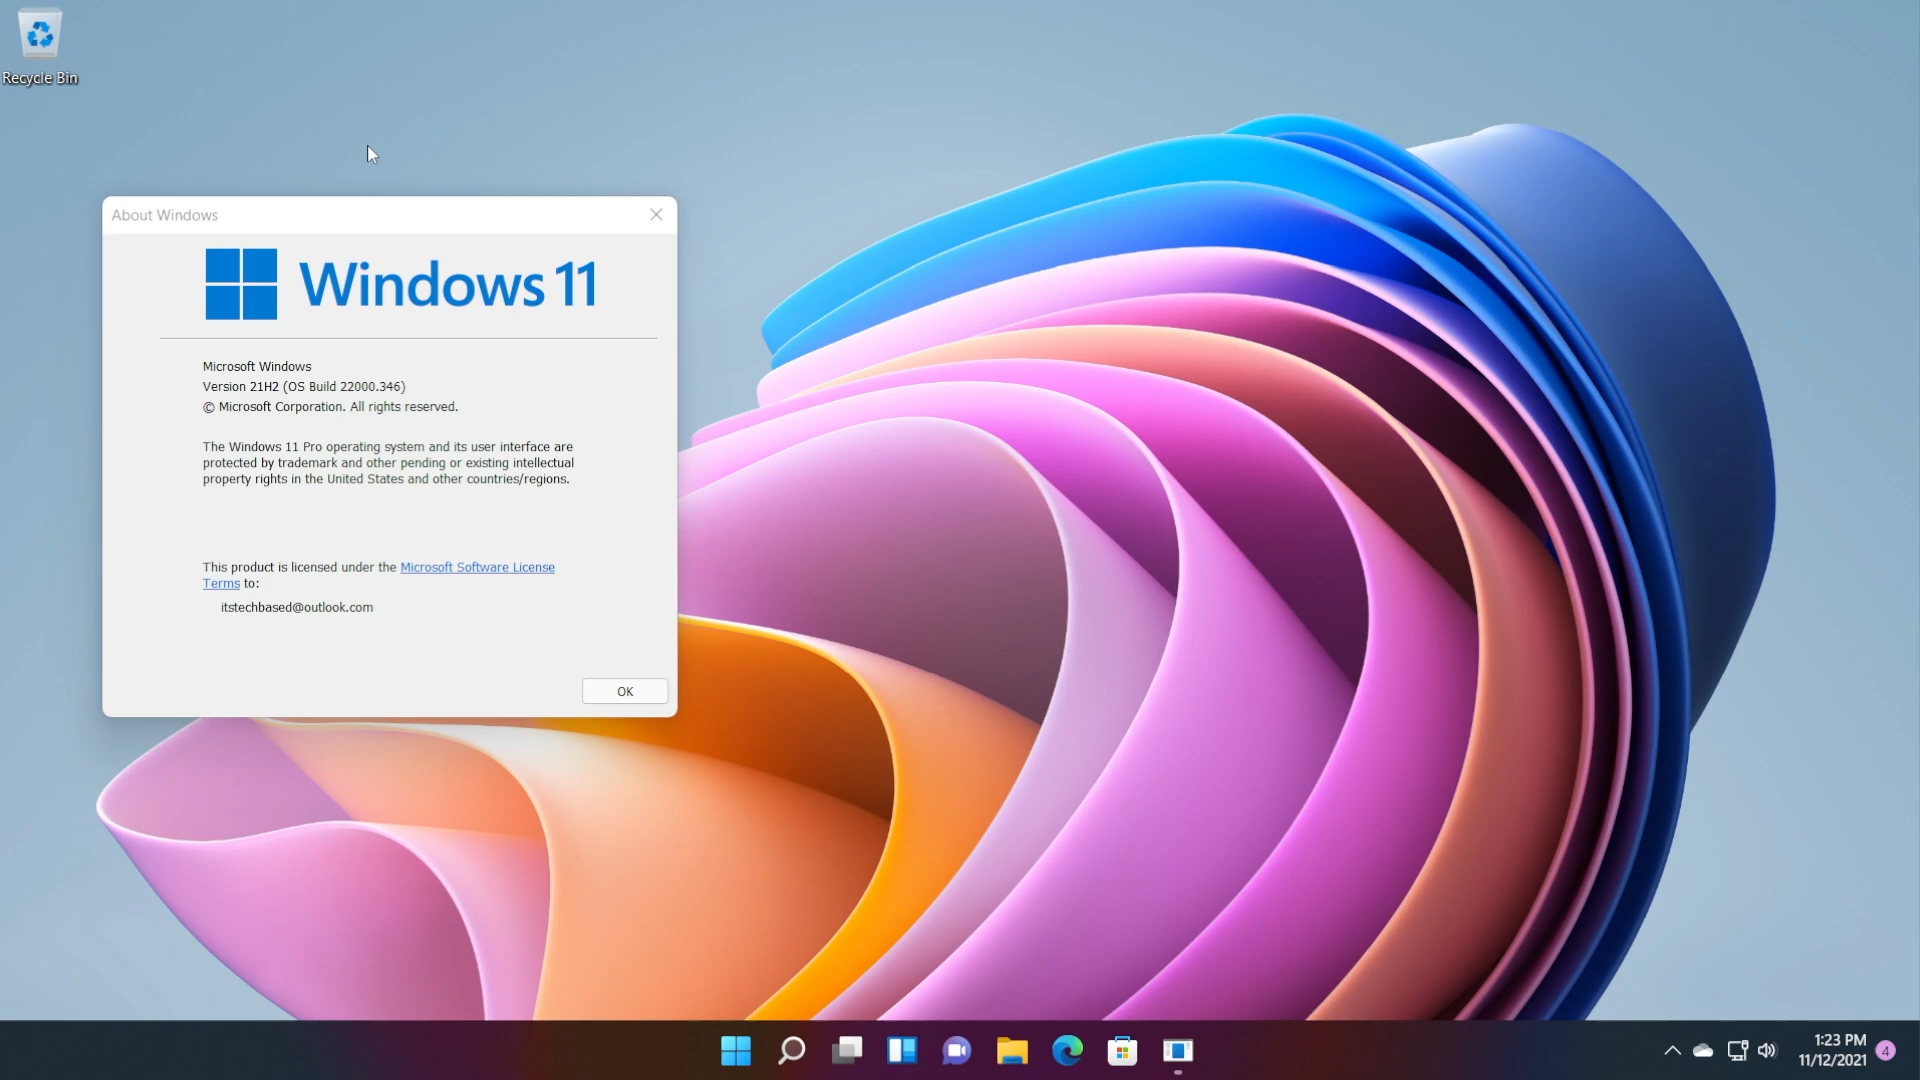 Recycle Bin
About Windows
Windows 11
Microsoft Windows
Version 21H2 (OS Build 22000.346)
© Microsoft Corporation. All rights reserved.
The Windows 11 Pro operating system and its user interface are
protected by trademark and other pending or existing intellectual
property rights in the United States and other countries/regions.
This product is licensed under the Microsoft Software License
Terms to:
itstechbased@outlook.com
OK
1:23 PM
11/12/2021
4